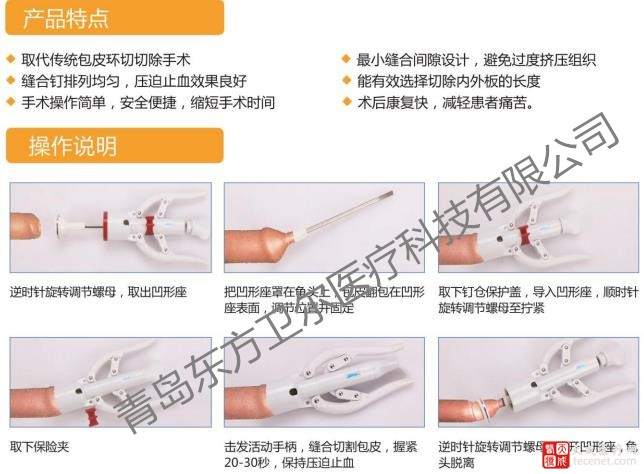 产品特点
◆ 取代传统包皮环切切除手术
◆ 缝合钉排列均匀，压迫止血效果良好
◆ 手术操作简单，安全便捷，缩短手术时间
◆ 最小缝合间隙设计，避免过度挤压组织
◆ 能有效选择切除内外板的长度
◆ 术后康复快，减轻患者痛苦。
操作说明
逆时针旋转调节螺母，取出凹形座
把凹形座罩在龟头上，包皮翻包在凹形
座表面，调节位置并固定
取下钉仓保护盖，导入凹形座，顺时针
旋转调节螺母至拧紧
取下保险夹
击发活动手柄，缝合切割包皮，握紧
20-30秒，保持压迫止血
逆时针旋转调节螺母 开凹形座，龟
头脱离
青岛东方卫尔医疗科技有限公司
tecenet.com